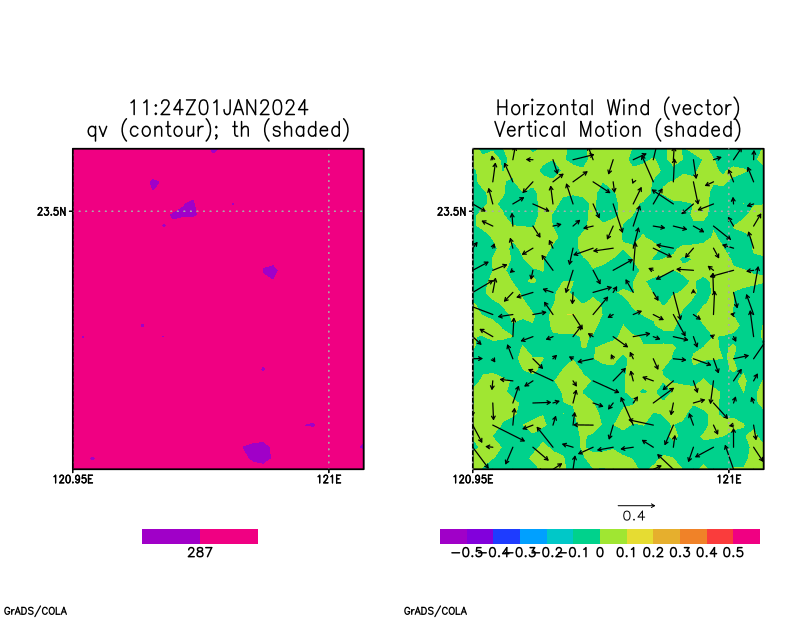 11:24Z01JAN2024
qv (contour); th (shaded)
23.5N
120.95E
121E
287
GrADS/COLA
Horizontal Wind (vector)
Vertical Motion (shaded)
23.5N
120.95E
121E
0.4
−0.5 −0.4 −0.3 −0.2 −0.1 0 0.1 0.2 0.3 0.4 0.5
GrADS/COLA